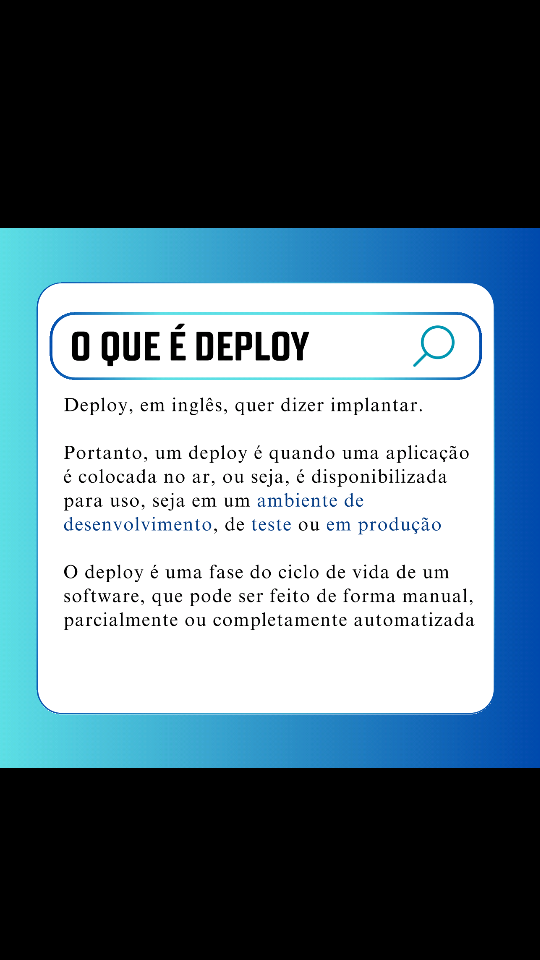 O QUE É DEPLOY
Deploy, em inglês, quer dizer implantar.
Portanto, um deploy é quando uma aplicação
é colocada no ar, ou seja, é disponibilizada
para uso, seja em um ambiente de
desenvolvimento, de teste ou em produção
O deploy é uma fase do ciclo de vida de um
software, que pode ser feito de forma manual,
parcialmente ou completamente automatizada